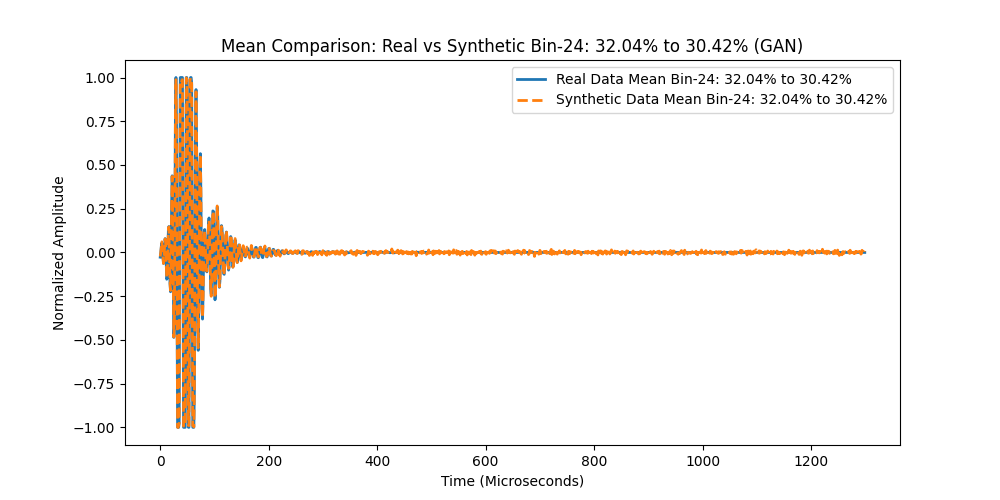 Mean Comparison: Real vs Synthetic Bin-24: 32.04% to 30.42% (GAN)
Real Data Mean Bin-24: 32.04% to 30.42%
Synthetic Data Mean Bin-24: 32.04% to 30.42%
Normalized Amplitude
1.00
0.75
0.50
0.25
0.00
−0.25
−0.50
−0.75
−1.00
0 200 400 600 800 1000 1200
Time (Microseconds)